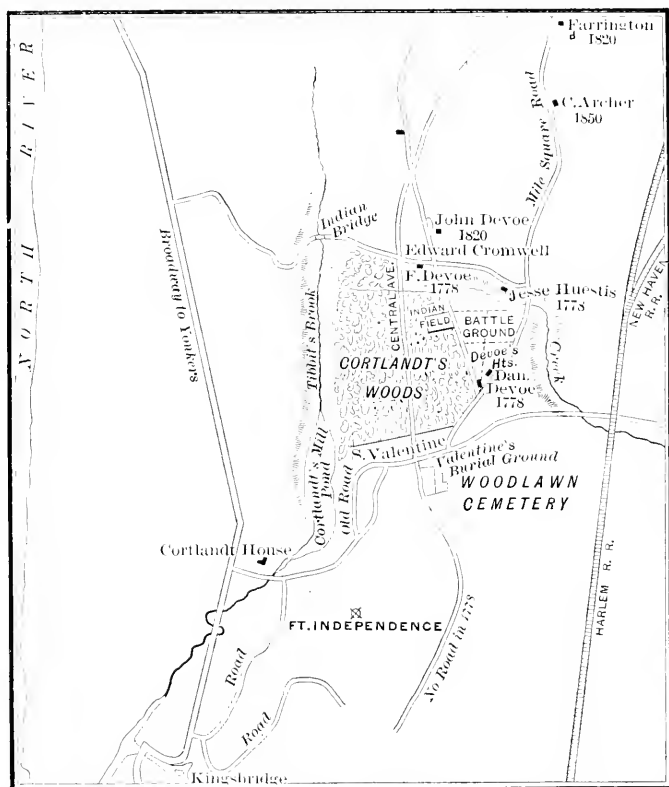 Farrington
1820
NORTH RIVER
C. Archer
1850
Mile Square Road
Indian Bridge
John Devoe
1820
Edward Cromwell
F. Devoe
1778
Jesse Huestis
1778
NEW HAVEN R.R.
Broadway to Yonkers
CENTRAL AVE.
INDIAN
FIELD
BATTLE
GROUND
Tibbit's Brook
CORTLANDT'S
WOODS
Devoe's
Hts.
Dan.
Devoe
1778
Creek
Valentine
Valentine's
Burial Ground
Cortlandt's Mill
Pond
Old Road
WOODLAWN
CEMETERY
Cortlandt House
FT. INDEPENDENCE
HARLEM R. R.
No Road in 1778
Road
Road
Kingsbridge